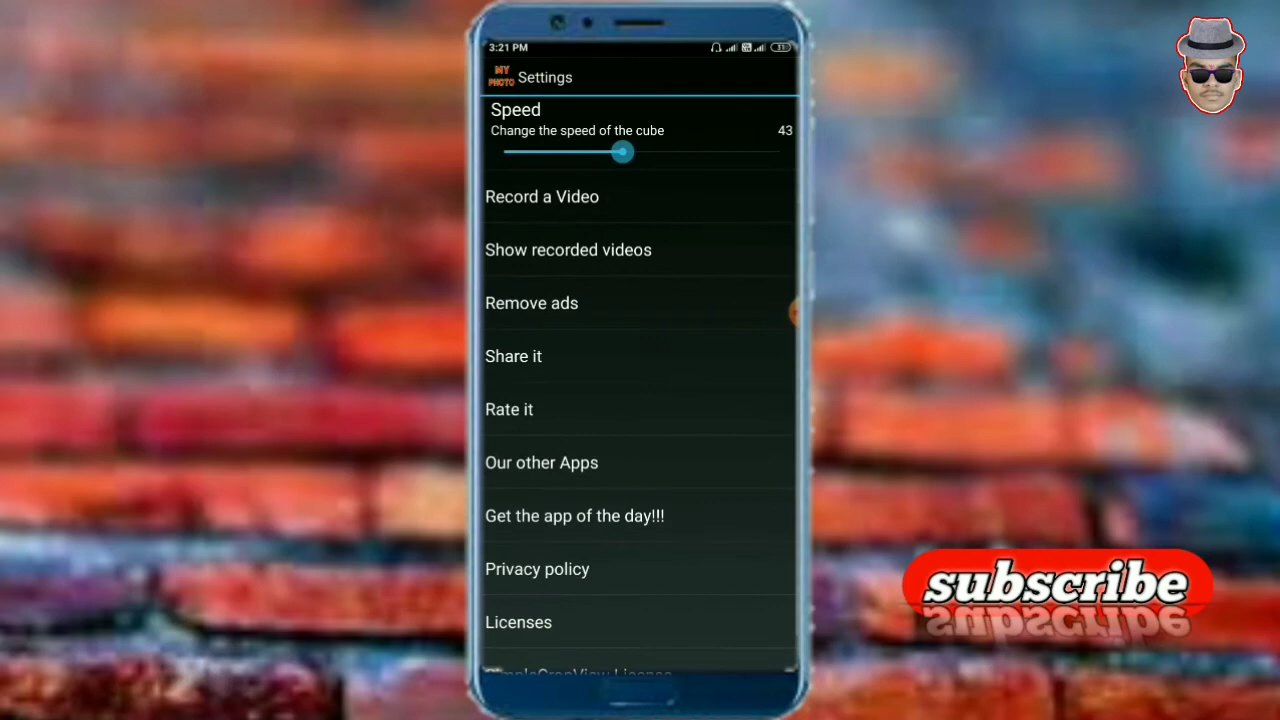 3:21 PM
MY
PHOTO
Settings
Speed
Change the speed of the cube 43
Record a Video
Show recorded videos
Remove ads
Share it
Rate it
Our other Apps
Get the app of the day!!!
Privacy policy
Licenses
SimpleCropView License
subscribe